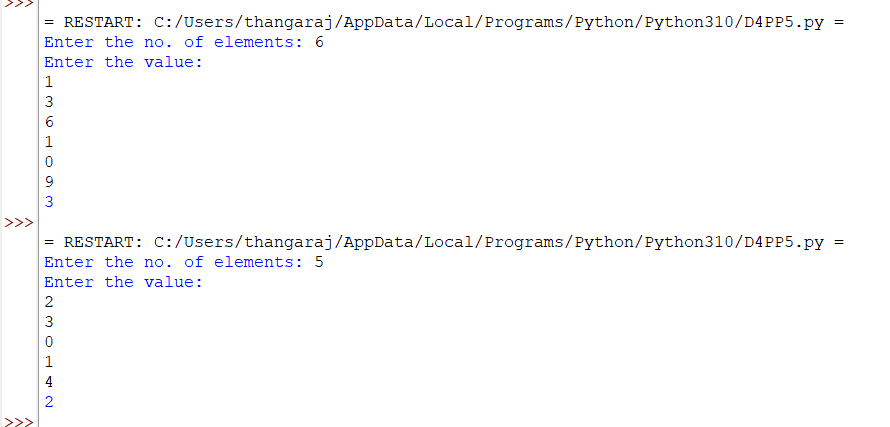 >>>
= RESTART: C:/Users/thangaraj/AppData/Local/Programs/Python/Python310/D4PP5.py =
Enter the no. of elements: 6
Enter the value:
1
3
6
1
0
9
3
>>>
= RESTART: C:/Users/thangaraj/AppData/Local/Programs/Python/Python310/D4PP5.py =
Enter the no. of elements: 5
Enter the value:
2
3
0
1
4
2
>>>